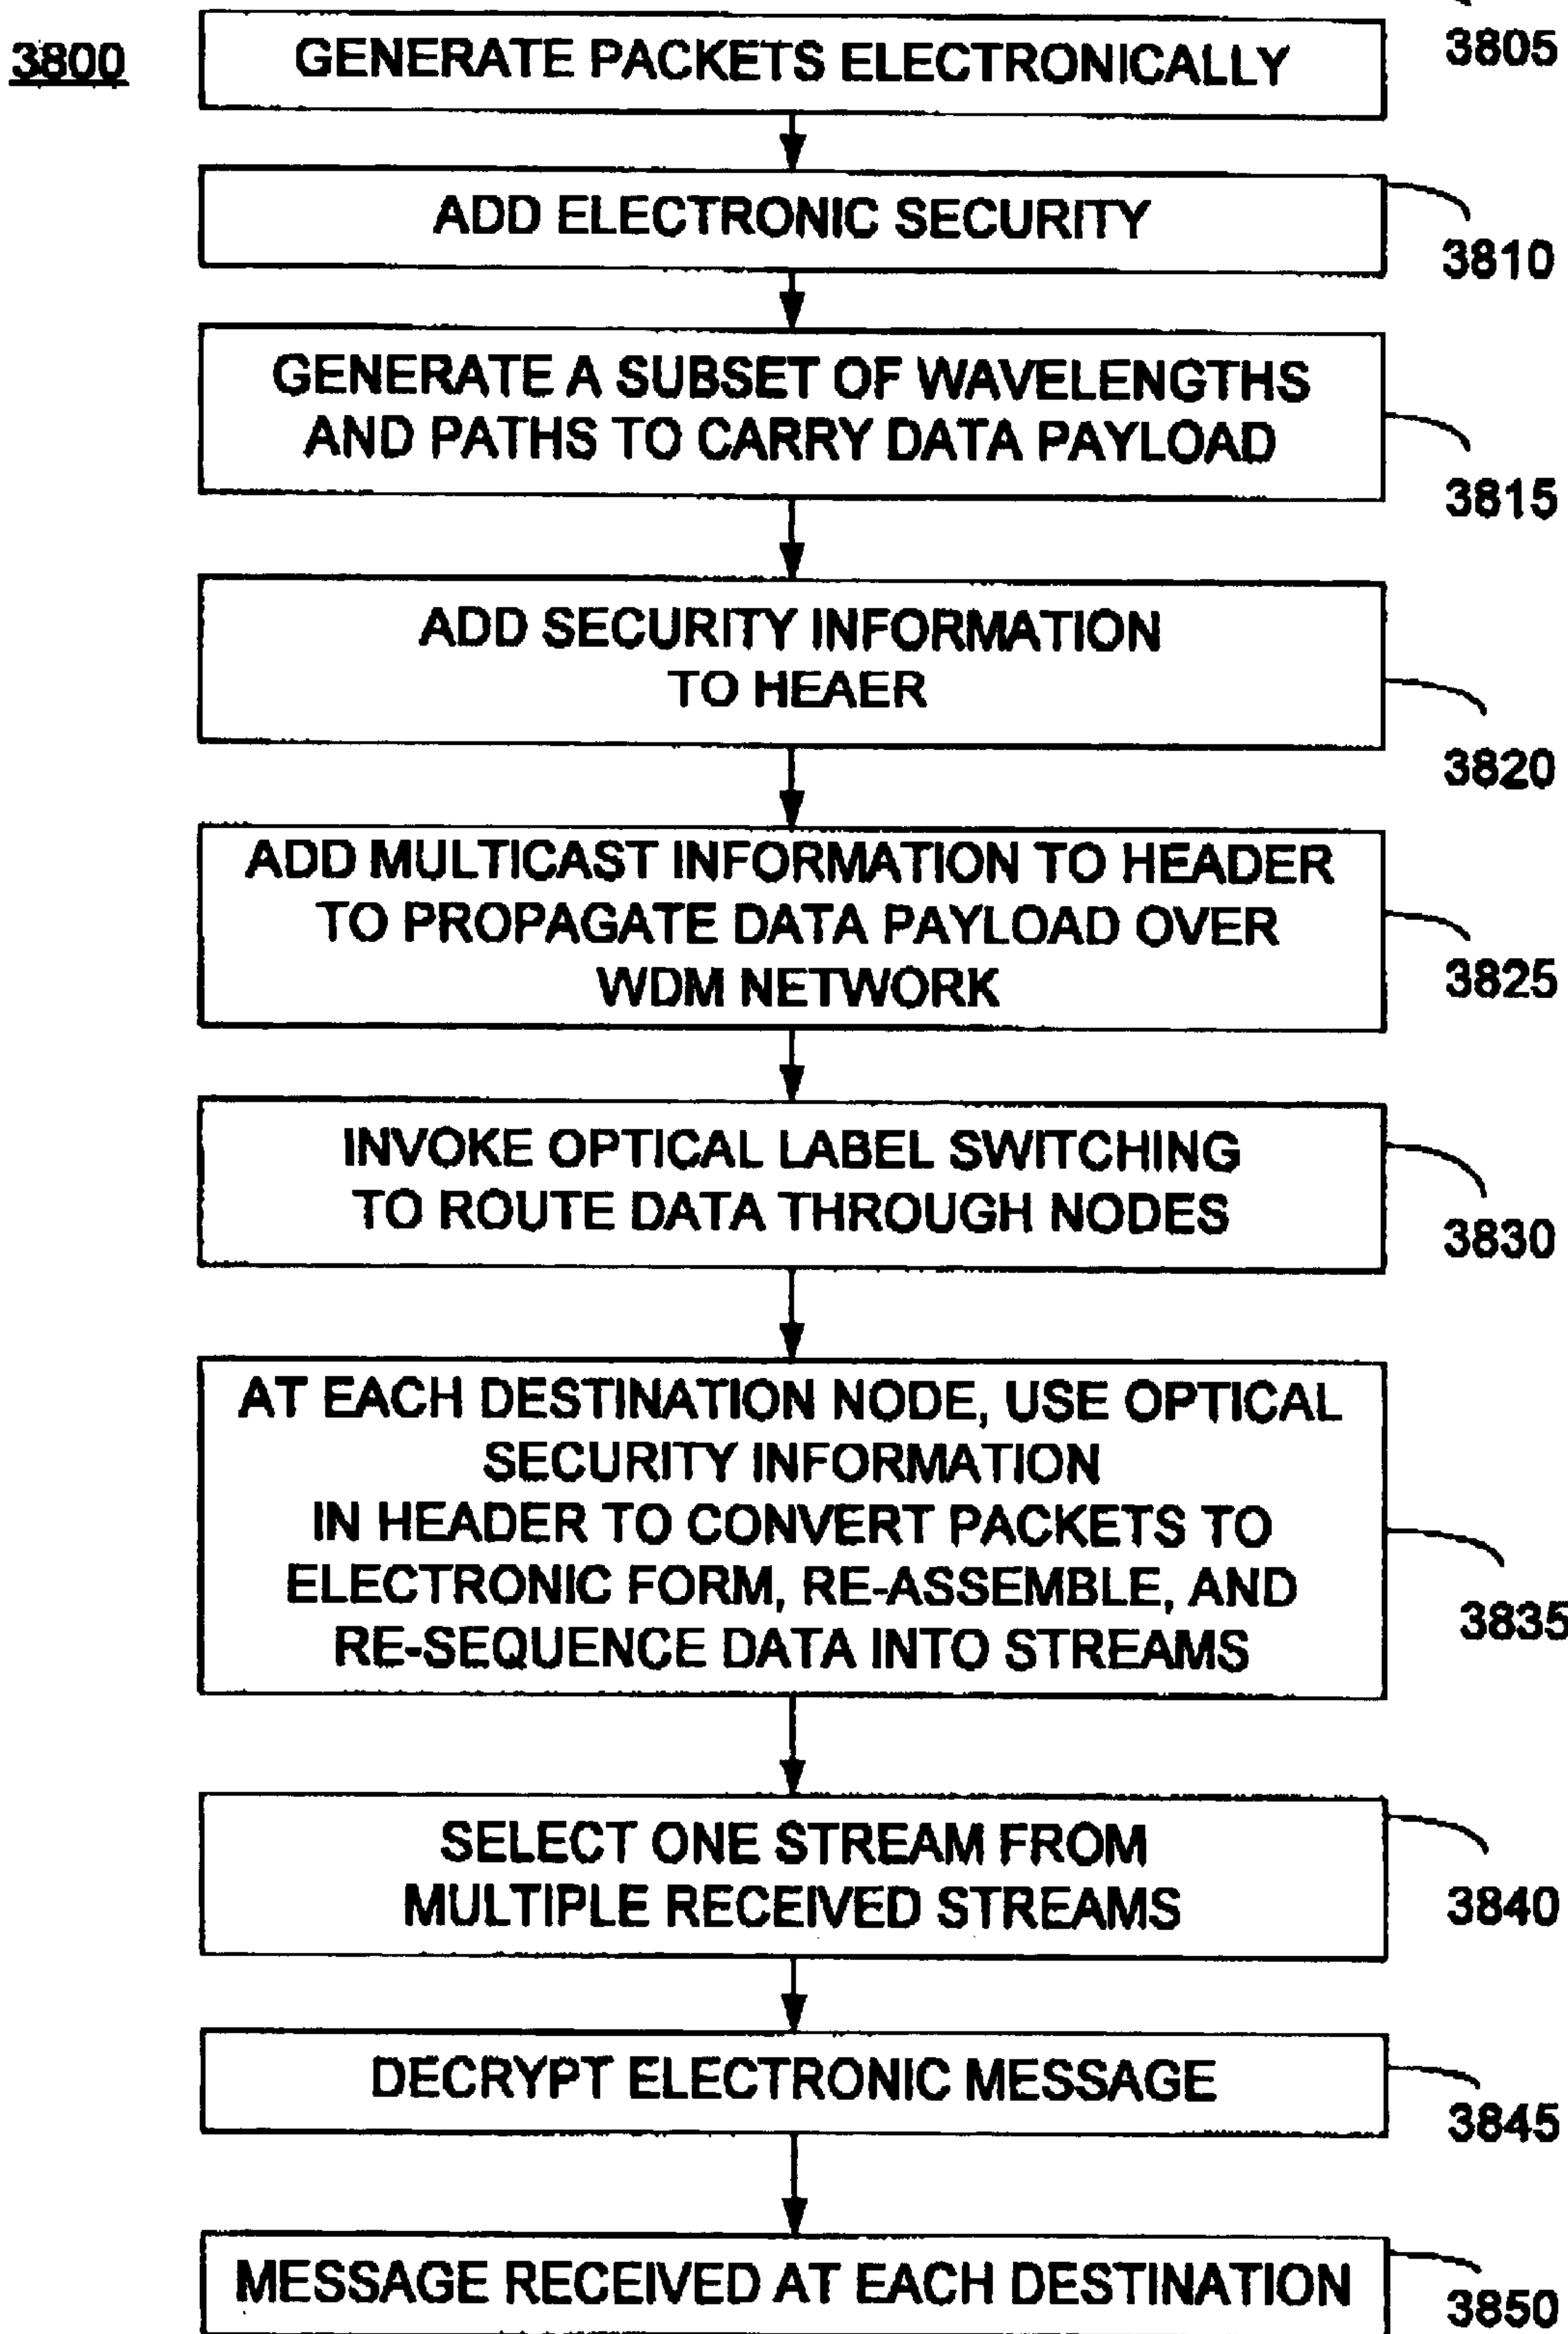 3800
GENERATE PACKETS ELECTRONICALLY
3805
ADD ELECTRONIC SECURITY
3810
GENERATE A SUBSET OF WAVELENGTHS
AND PATHS TO CARRY DATA PAYLOAD
3815
ADD SECURITY INFORMATION
TO HEAER
3820
ADD MULTICAST INFORMATION TO HEADER
TO PROPAGATE DATA PAYLOAD OVER
WDM NETWORK
3825
INVOKE OPTICAL LABEL SWITCHING
TO ROUTE DATA THROUGH NODES
3830
AT EACH DESTINATION NODE, USE OPTICAL
SECURITY INFORMATION
IN HEADER TO CONVERT PACKETS TO
ELECTRONIC FORM, RE-ASSEMBLE, AND
RE-SEQUENCE DATA INTO STREAMS
3835
SELECT ONE STREAM FROM
MULTIPLE RECEIVED STREAMS
3840
DECRYPT ELECTRONIC MESSAGE
3845
MESSAGE RECEIVED AT EACH DESTINATION
3850